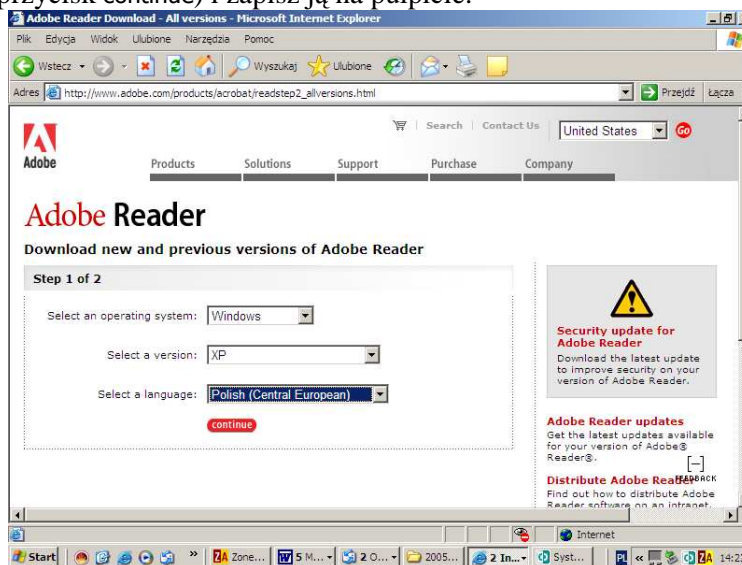 przycisk continue) i zapisz ją na pulpicie.
Adobe Reader Download - All versions - Microsoft Internet Explorer
Plik Edycja Widok Ulubione Narzędzia Pomoc
Wstecz Wyszukaj Ulubione
Adres http://www.adobe.com/products/acrobat/readstep2_allversions.html Przejdź Łącza
Search | Contact Us United States Go
Adobe Products Solutions Support Purchase Company
Adobe Reader
Download new and previous versions of Adobe Reader
Step 1 of 2
Select an operating system: Windows
Select a version: XP
Select a language: Polish (Central European)
continue
Security update for
Adobe Reader
Download the latest update
to improve security on your
version of Adobe Reader.
Adobe Reader updates
Get the latest updates available
for your version of Adobe®
Reader®.
[–]
FEEDBACK
Distribute Adobe Reader
Find out how to distribute Adobe
Reader software on an intranet,
Internet
Start » ZA Zone... 5 M... 2 O... 2005... 2 In... Syst... PL « ZA 14:2